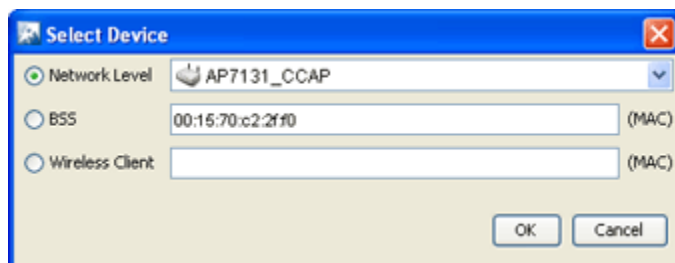 Select Device
Network Level AP7131_CCAP
BSS 00:15:70:c2:2f:f0 (MAC)
Wireless Client (MAC)
OK Cancel